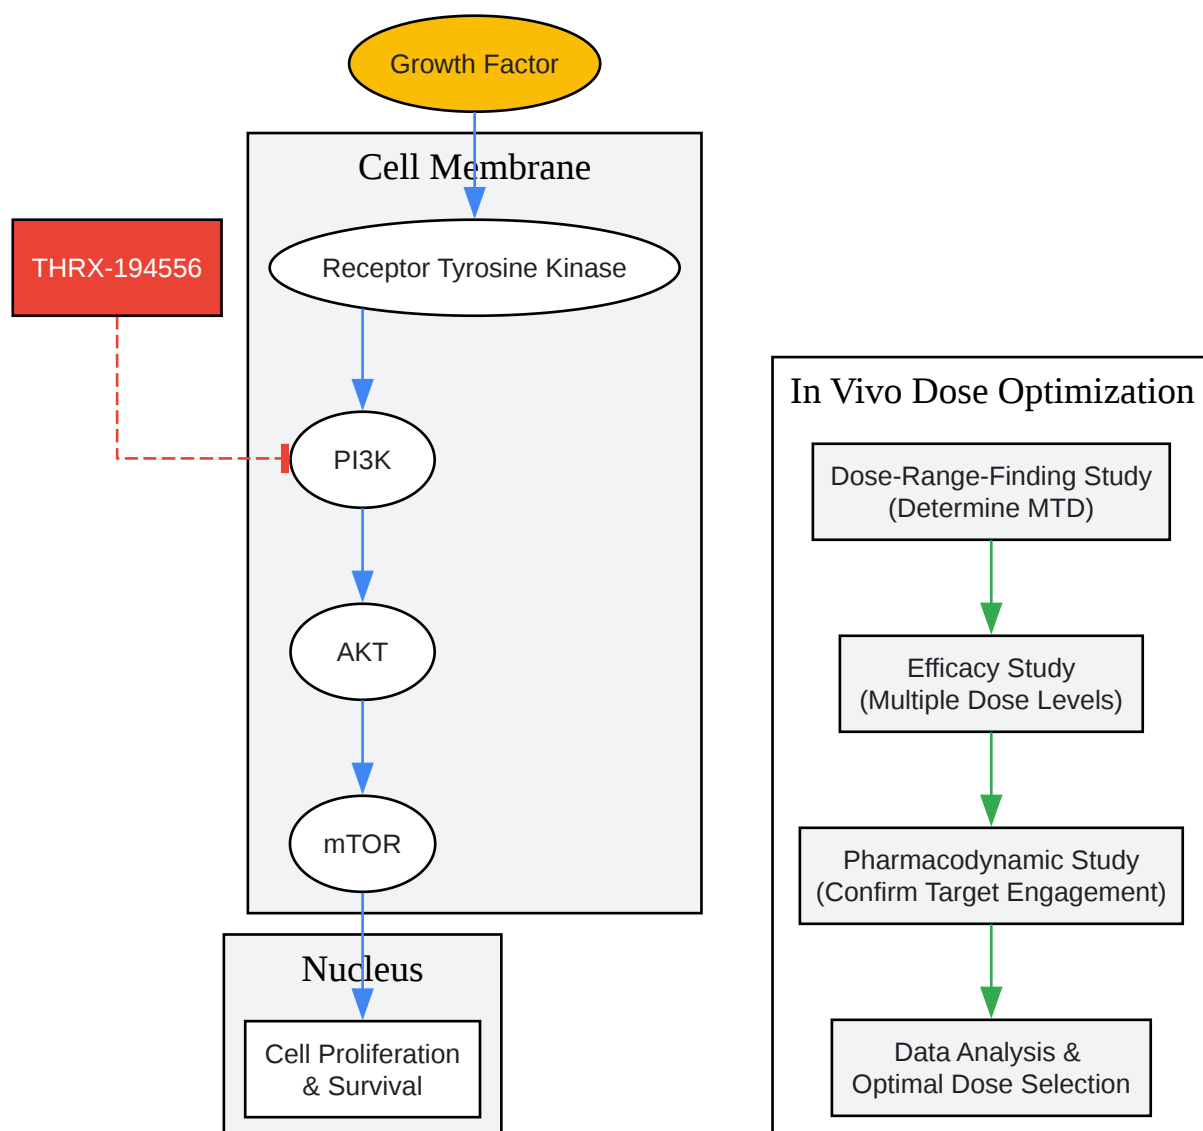 Growth Factor
Cell Membrane
THRX-194556
Receptor Tyrosine Kinase
PI3K
AKT
mTOR
Nucleus
Cell Proliferation
& Survival
In Vivo Dose Optimization
Dose-Range-Finding Study
(Determine MTD)
Efficacy Study
(Multiple Dose Levels)
Pharmacodynamic Study
(Confirm Target Engagement)
Data Analysis &
Optimal Dose Selection